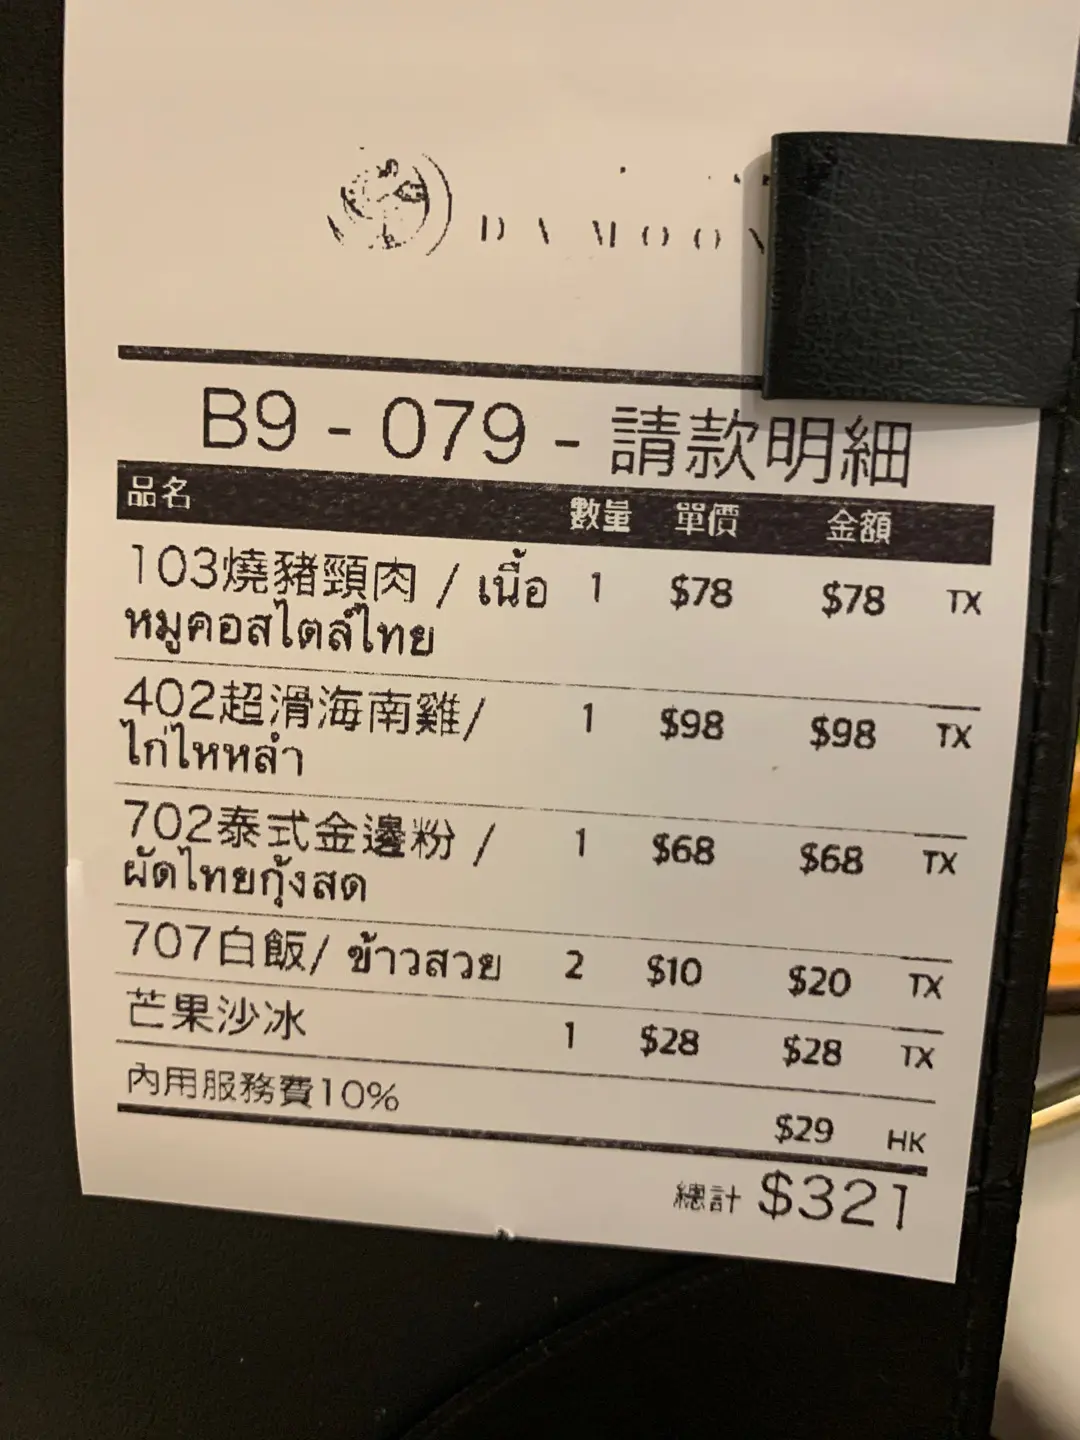 DA MOON
B9 - 079 - 請款明細
品名 數量 單價 金額
103燒豬頸肉 / เนื้อ 1 $78 $78 TX
หมูคอสไตล์ไทย
402超滑海南雞/ 1 $98 $98 TX
ไก่ไหหลำ
702泰式金邊粉 / 1 $68 $68 TX
ผัดไทยกุ้งสด
707白飯/ ข้าวสวย 2 $10 $20 TX
芒果沙冰 1 $28 $28 TX
內用服務費10% $29 HK
總計 $321